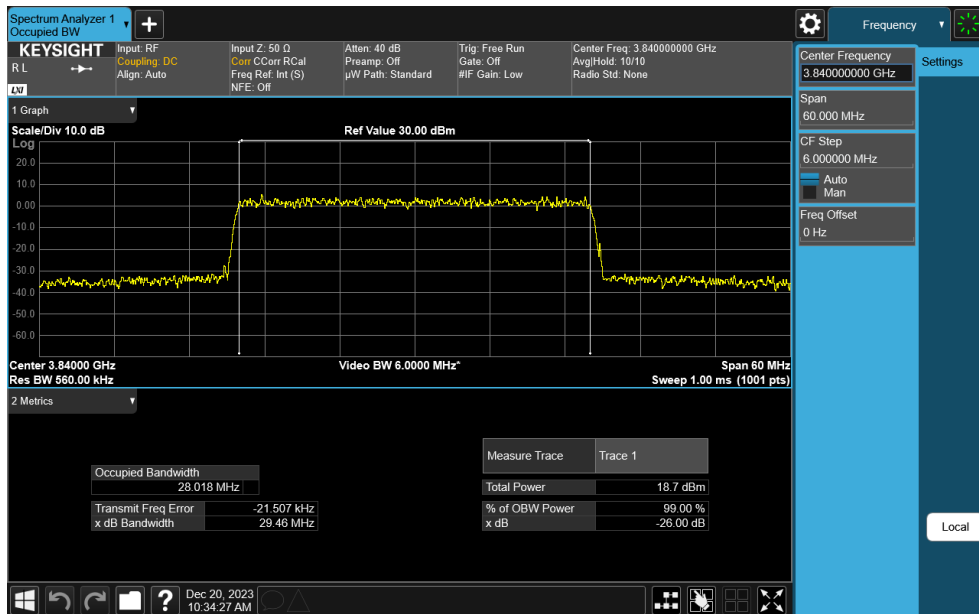 Spectrum Analyzer 1
Occupied BW
Frequency
KEYSIGHT
R L
LXI
Input: RF
Coupling: DC
Align: Auto
Input Z: 50 Ω
Corr CCorr RCal
Freq Ref: Int (S)
NFE: Off
Atten: 40 dB
Preamp: Off
µW Path: Standard
Trig: Free Run
Gate: Off
#IF Gain: Low
Center Freq: 3.840000000 GHz
Avg|Hold: 10/10
Radio Std: None
Center Frequency
3.840000000 GHz
Settings
Span
60.000 MHz
CF Step
6.000000 MHz
Auto
Man
Freq Offset
0 Hz
Local
1 Graph
Scale/Div 10.0 dB
Ref Value 30.00 dBm
Log
20.0
10.0
0.00
-10.0
-20.0
-30.0
-40.0
-50.0
-60.0
Center 3.84000 GHz
Video BW 6.0000 MHz*
Span 60 MHz
Res BW 560.00 kHz
Sweep 1.00 ms (1001 pts)
2 Metrics
Measure Trace
Trace 1
Occupied Bandwidth
28.018 MHz
Total Power
18.7 dBm
Transmit Freq Error
-21.507 kHz
% of OBW Power
99.00 %
x dB Bandwidth
29.46 MHz
x dB
-26.00 dB
?
Dec 20, 2023
10:34:27 AM